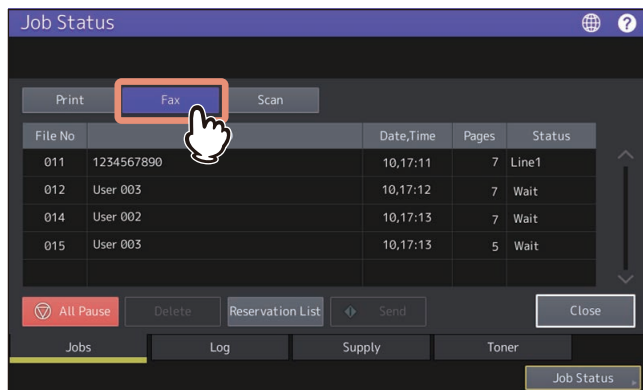 Job Status ?
Print Fax Scan
File No Date,Time Pages Status
011 1234567890 10,17:11 7 Line1
012 User 003 10,17:12 7 Wait
014 User 002 10,17:13 7 Wait
015 User 003 10,17:13 5 Wait
All Pause Delete Reservation List Send Close
Jobs Log Supply Toner
Job Status